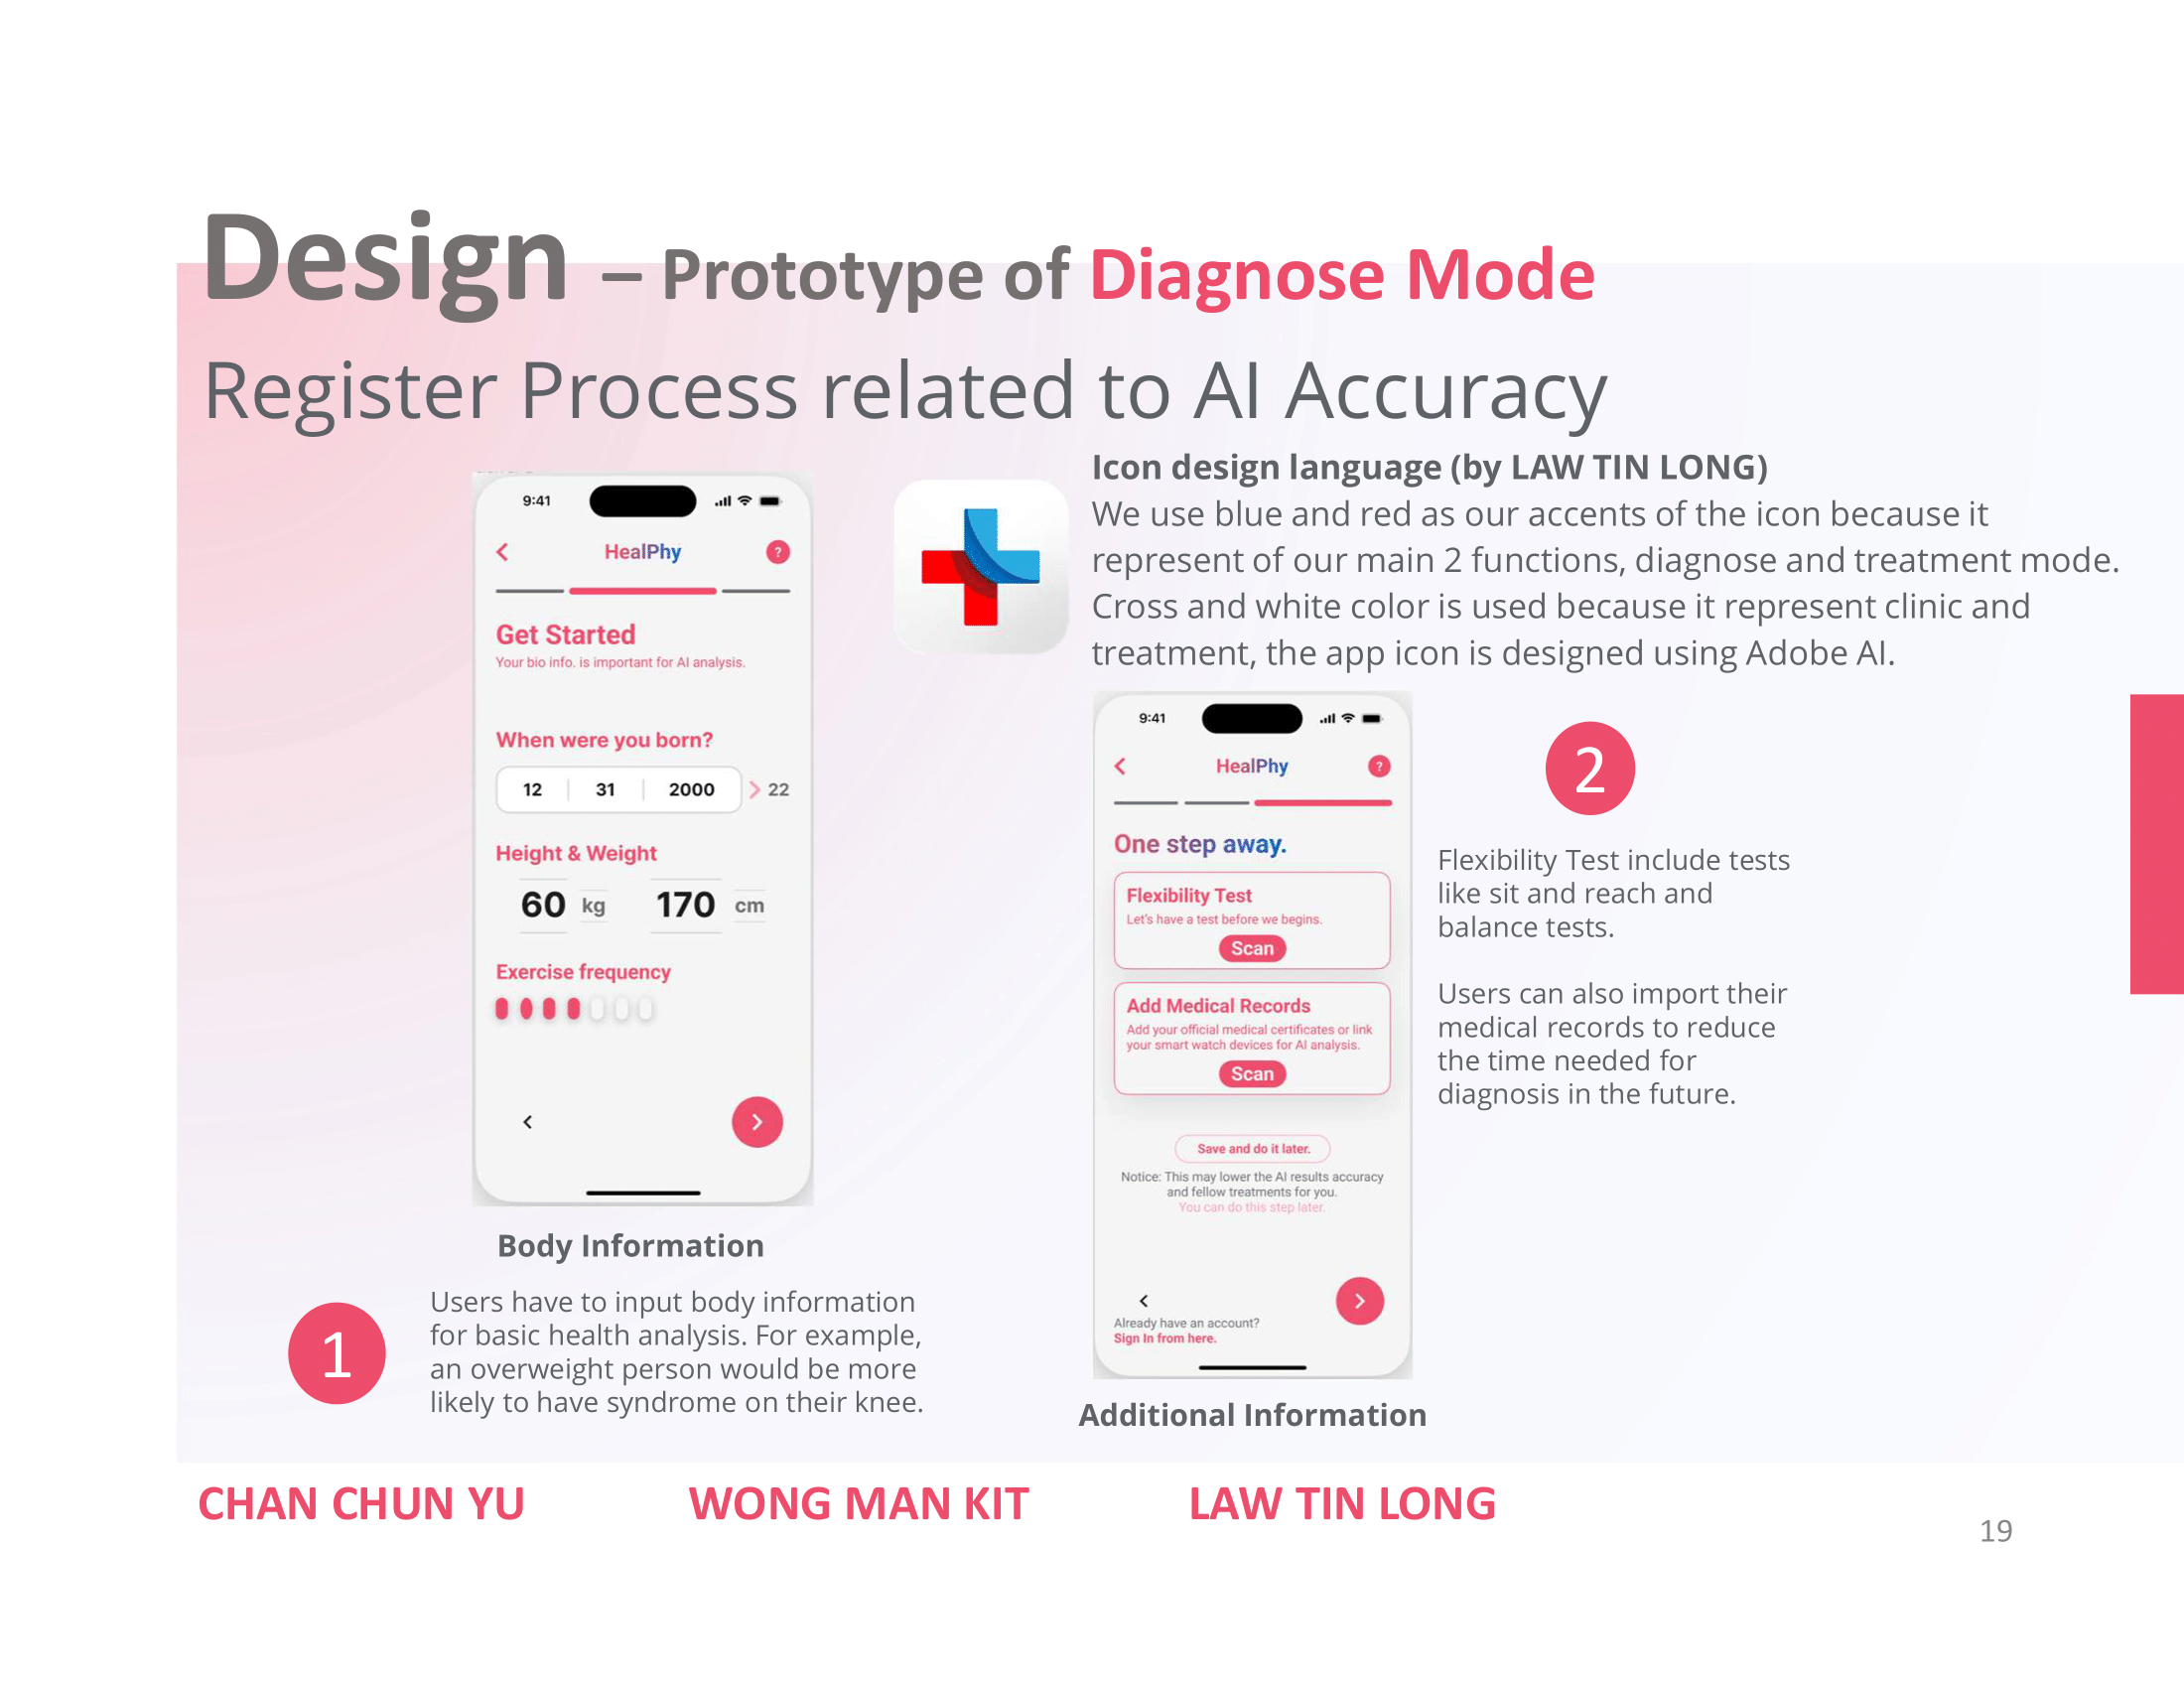 Design – Prototype of Diagnose Mode
Register Process related to AI Accuracy
9:41
HealPhy
?
Get Started
Your bio info. is important for AI analysis.
When were you born?
12 31 2000 22
Height & Weight
60 kg 170 cm
Exercise frequency
Body Information
1
Users have to input body information
for basic health analysis. For example,
an overweight person would be more
likely to have syndrome on their knee.
Icon design language (by LAW TIN LONG)
We use blue and red as our accents of the icon because it
represent of our main 2 functions, diagnose and treatment mode.
Cross and white color is used because it represent clinic and
treatment, the app icon is designed using Adobe AI.
9:41
HealPhy
?
One step away.
Flexibility Test
Let's have a test before we begins.
Scan
Add Medical Records
Add your official medical certificates or link
your smart watch devices for AI analysis.
Scan
Save and do it later.
Notice: This may lower the AI results accuracy
and fellow treatments for you.
You can do this step later.
Already have an account?
Sign In from here.
Additional Information
2
Flexibility Test include tests
like sit and reach and
balance tests.
Users can also import their
medical records to reduce
the time needed for
diagnosis in the future.
CHAN CHUN YU WONG MAN KIT LAW TIN LONG
19